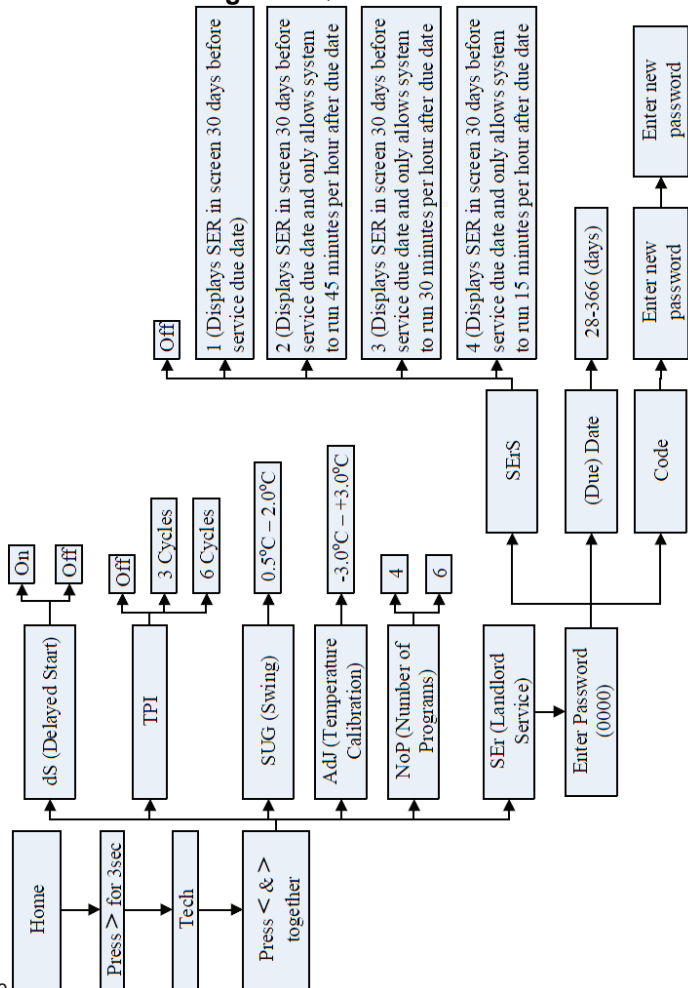 Home
Press > for 3sec
Tech
Press < & >
together
dS (Delayed Start)
On
Off
TPI
Off
3 Cycles
6 Cycles
SUG (Swing)
0.5°C – 2.0°C
AdJ (Temperature
Calibration)
-3.0°C – +3.0°C
NoP (Number of
Programs)
4
6
SEr (Landlord
Service)
Enter Password
(0000)
SErS
Off
1 (Displays SER in screen 30 days before
service due date)
2 (Displays SER in screen 30 days before
service due date and only allows system
to run 45 minutes per hour after due date
3 (Displays SER in screen 30 days before
service due date and only allows system
to run 30 minutes per hour after due date
4 (Displays SER in screen 30 days before
service due date and only allows system
to run 15 minutes per hour after due date
(Due) Date
28-366 (days)
Code
Enter new
password
Enter new
password